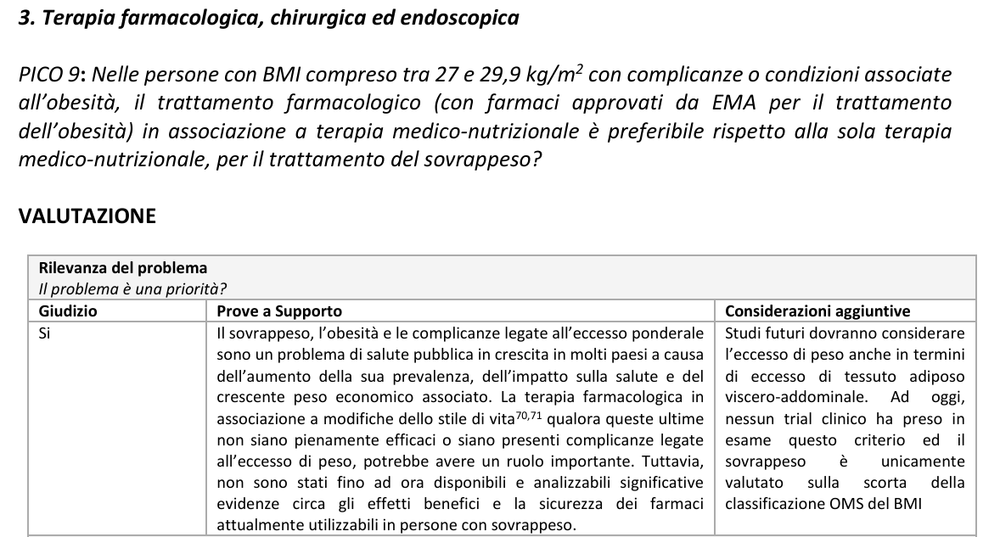 3. Terapia farmacologica, chirurgica ed endoscopica
PICO 9: Nelle persone con BMI compreso tra 27 e 29,9 kg/m² con complicanze o condizioni associate
all’obesità, il trattamento farmacologico (con farmaci approvati da EMA per il trattamento
dell’obesità) in associazione a terapia medico-nutrizionale è preferibile rispetto alla sola terapia
medico-nutrizionale, per il trattamento del sovrappeso?
VALUTAZIONE
Rilevanza del problema
Il problema è una priorità?
Giudizio
Prove a Supporto
Considerazioni aggiuntive
Si
Il sovrappeso, l’obesità e le complicanze legate all’eccesso ponderale
sono un problema di salute pubblica in crescita in molti paesi a causa
dell’aumento della sua prevalenza, dell’impatto sulla salute e del
crescente peso economico associato. La terapia farmacologica in
associazione a modifiche dello stile di vita⁷⁰,⁷¹ qualora queste ultime
non siano pienamente efficaci o siano presenti complicanze legate
all’eccesso di peso, potrebbe avere un ruolo importante. Tuttavia,
non sono stati fino ad ora disponibili e analizzabili significative
evidenze circa gli effetti benefici e la sicurezza dei farmaci
attualmente utilizzabili in persone con sovrappeso.
Studi futuri dovranno considerare
l’eccesso di peso anche in termini
di eccesso di tessuto adiposo
viscero-addominale. Ad oggi,
nessun trial clinico ha preso in
esame questo criterio ed il
sovrappeso è unicamente
valutato sulla scorta della
classificazione OMS del BMI